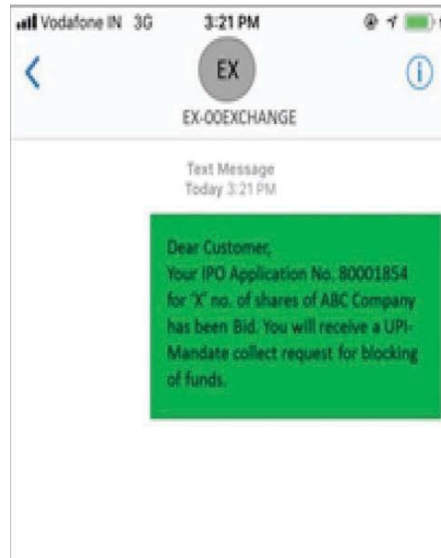 Vodafone IN 3G 3:21 PM
EX
EX-00EXCHANGE
Text Message
Today 3:21 PM
Dear Customer,
Your IPO Application No. 80001854
for 'X' no. of shares of ABC Company
has been Bid. You will receive a UPI-
Mandate collect request for blocking
of funds.